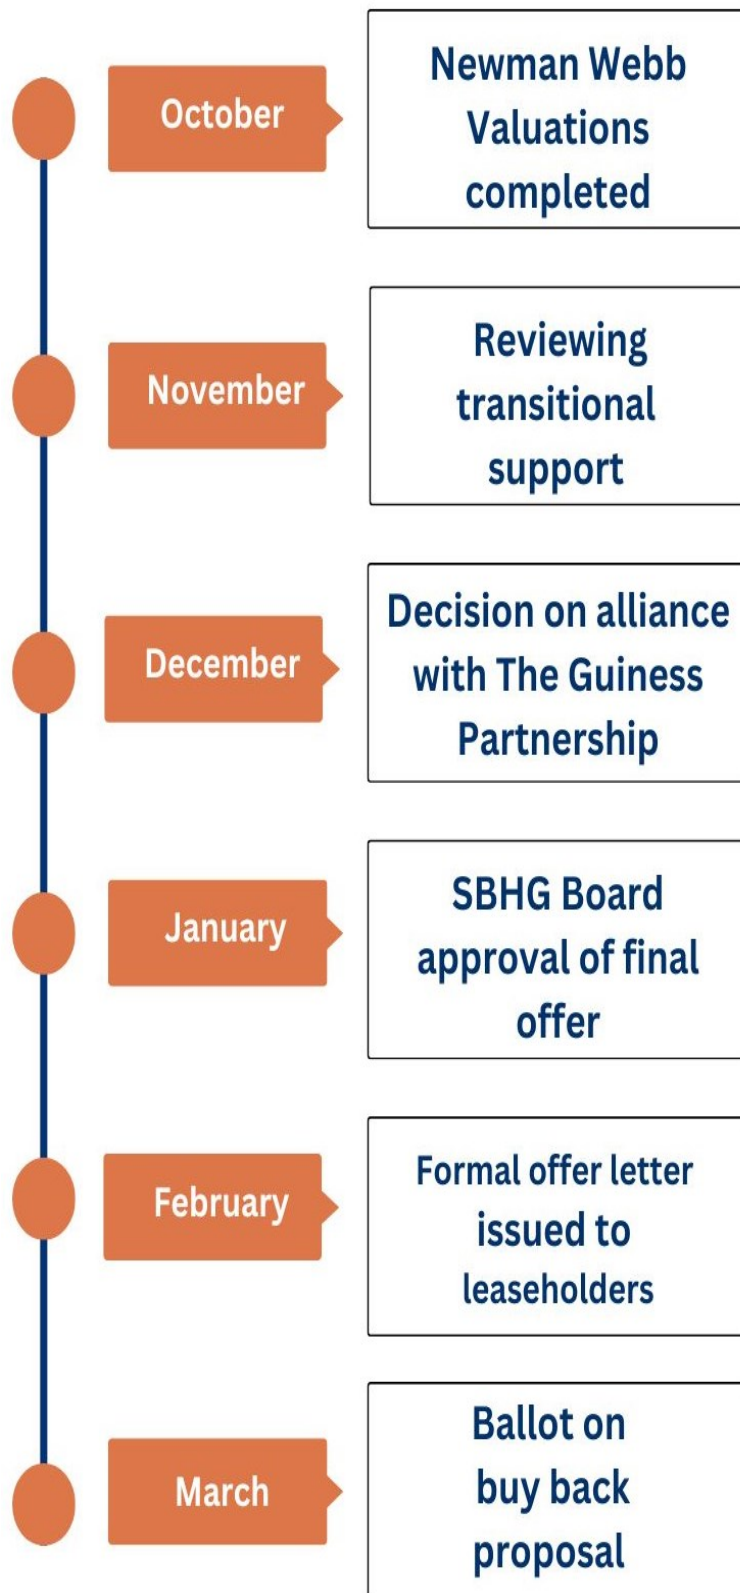 October
Newman Webb
Valuations
completed
November
Reviewing
transitional
support
December
Decision on alliance
with The Guiness
Partnership
January
SBHG Board
approval of final
offer
February
Formal offer letter
issued to
leaseholders
March
Ballot on
buy back
proposal